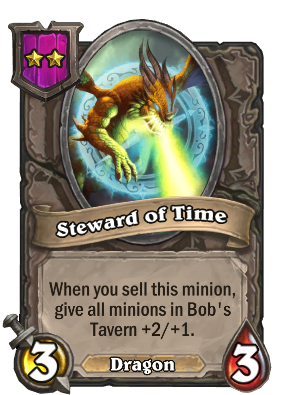 Steward of Time
When you sell this minion,
give all minions in Bob's
Tavern +2/+1.
3
Dragon
3